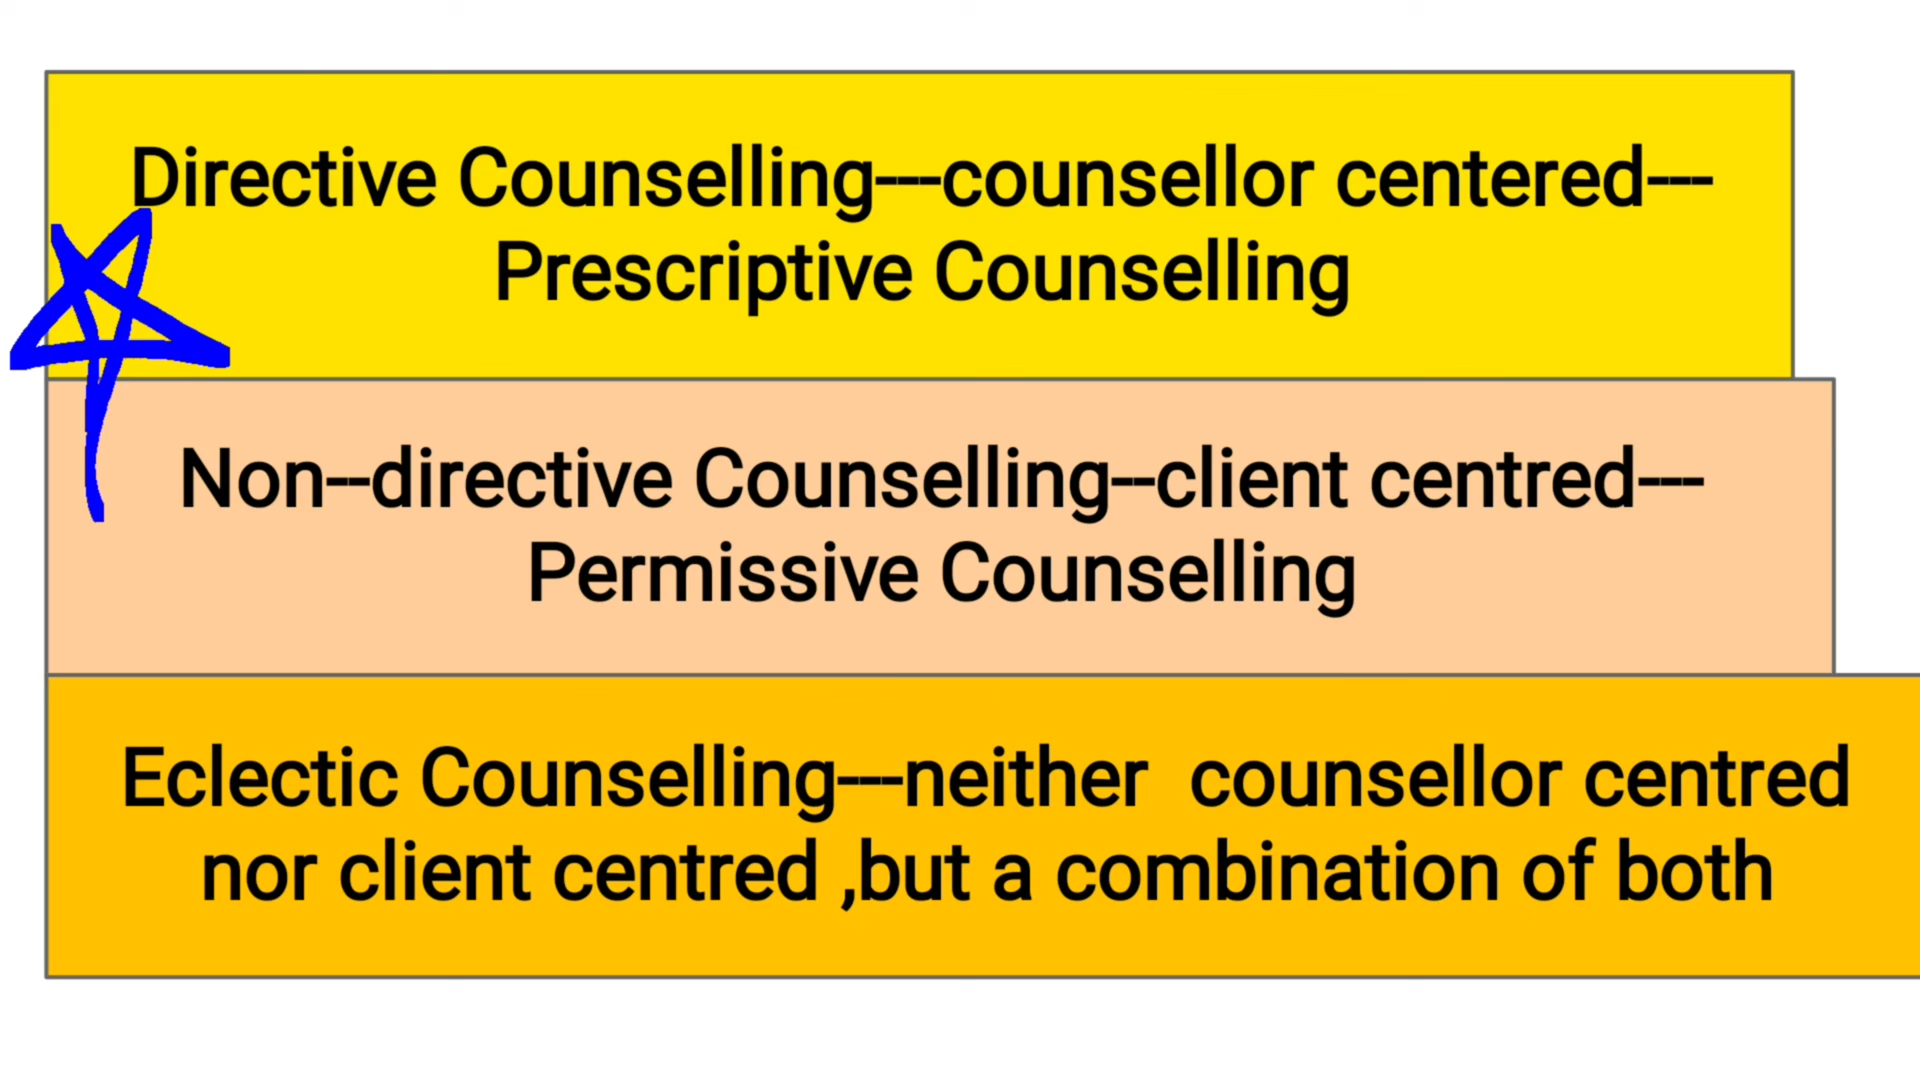 Directive Counselling---counsellor centered---
Prescriptive Counselling
Non--directive Counselling--client centred---
Permissive Counselling
Eclectic Counselling---neither  counsellor centred
nor client centred ,but a combination of both